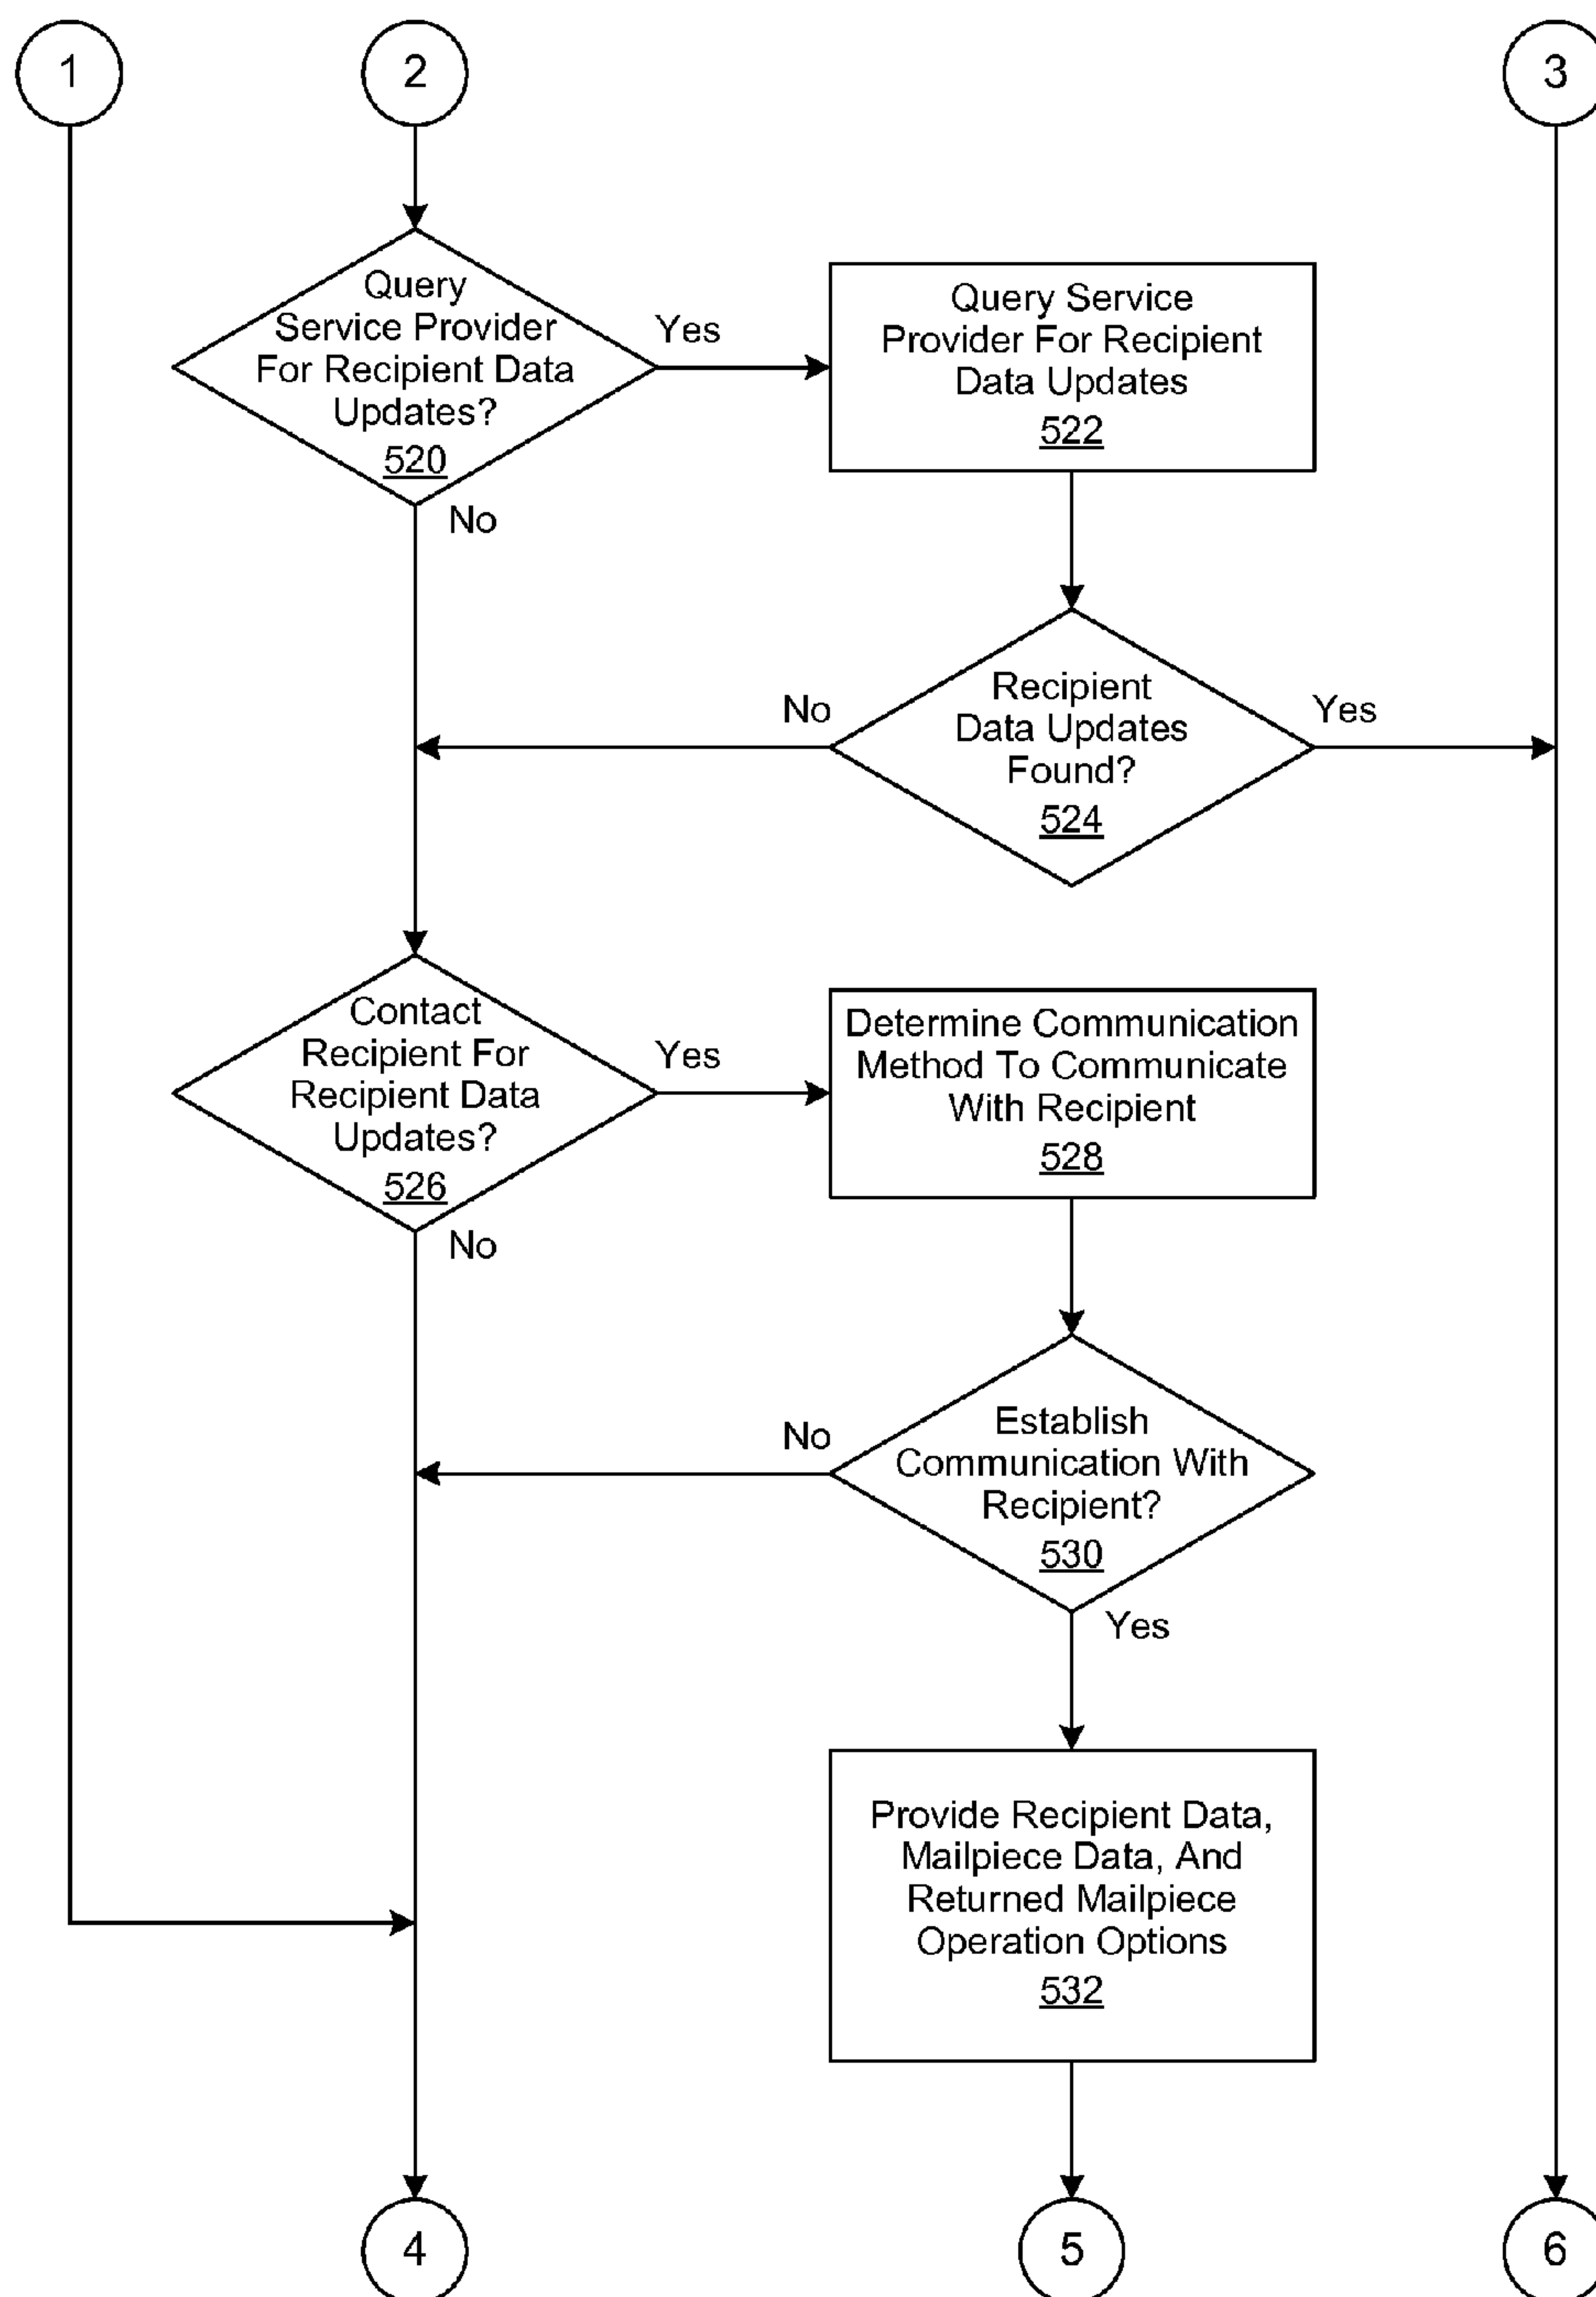 1
2
3
Query
Service Provider
For Recipient Data
Updates?
520
Yes
No
Query Service
Provider For Recipient
Data Updates
522
Recipient
Data Updates
Found?
524
No
Yes
Contact
Recipient For
Recipient Data
Updates?
526
Yes
No
Determine Communication
Method To Communicate
With Recipient
528
Establish
Communication With
Recipient?
530
No
Yes
Provide Recipient Data,
Mailpiece Data, And
Returned Mailpiece
Operation Options
532
4
5
6